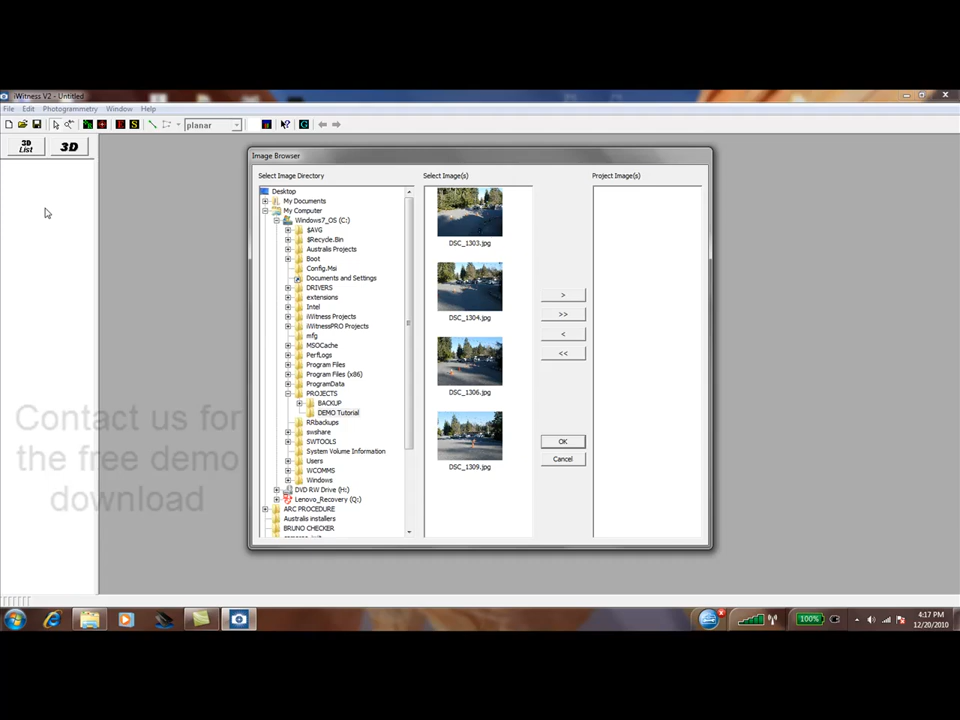 iWitness V2 - Untitled
File Edit Photogrammetry Window Help
planar
3D List
3D
Image Browser
Select Image Directory
Select Image(s)
Project Image(s)
Desktop
My Documents
My Computer
Windows7_OS (C:)
$AVG
$Recycle.Bin
Australis Projects
Boot
Config.Msi
Documents and Settings
DRIVERS
extensions
Intel
iWitness Projects
iWitnessPRO Projects
mfg
MSOCache
PerfLogs
Program Files
Program Files (x86)
ProgramData
PROJECTS
BACKUP
DEMO Tutorial
RRbackups
swshare
SWTOOLS
System Volume Information
Users
WCOMMS
Windows
DVD RW Drive (H:)
Lenovo_Recovery (Q:)
ARC PROCEDURE
Australis installers
BRUNO CHECKER
DSC_1303.jpg
DSC_1304.jpg
DSC_1306.jpg
DSC_1309.jpg
>
>>
<
<<
OK
Cancel
Contact us for
the free demo
download
100%
4:17 PM
12/20/2010